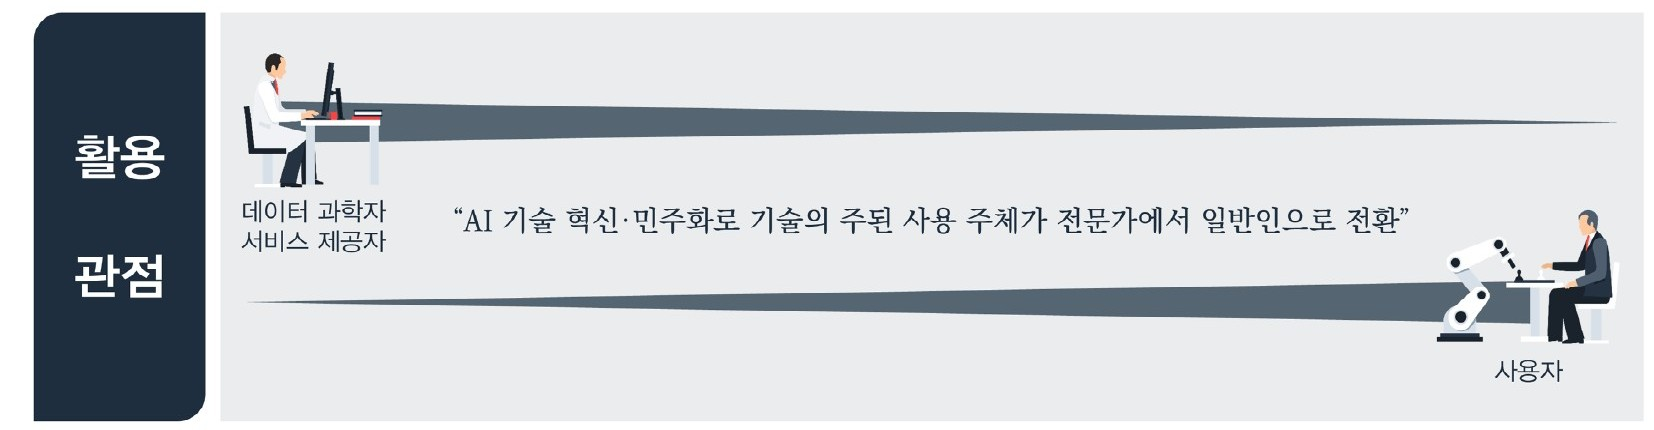 활용
관점
데이터 과학자
서비스 제공자
“AI 기술 혁신·민주화로 기술의 주된 사용 주체가 전문가에서 일반인으로 전환”
사용자